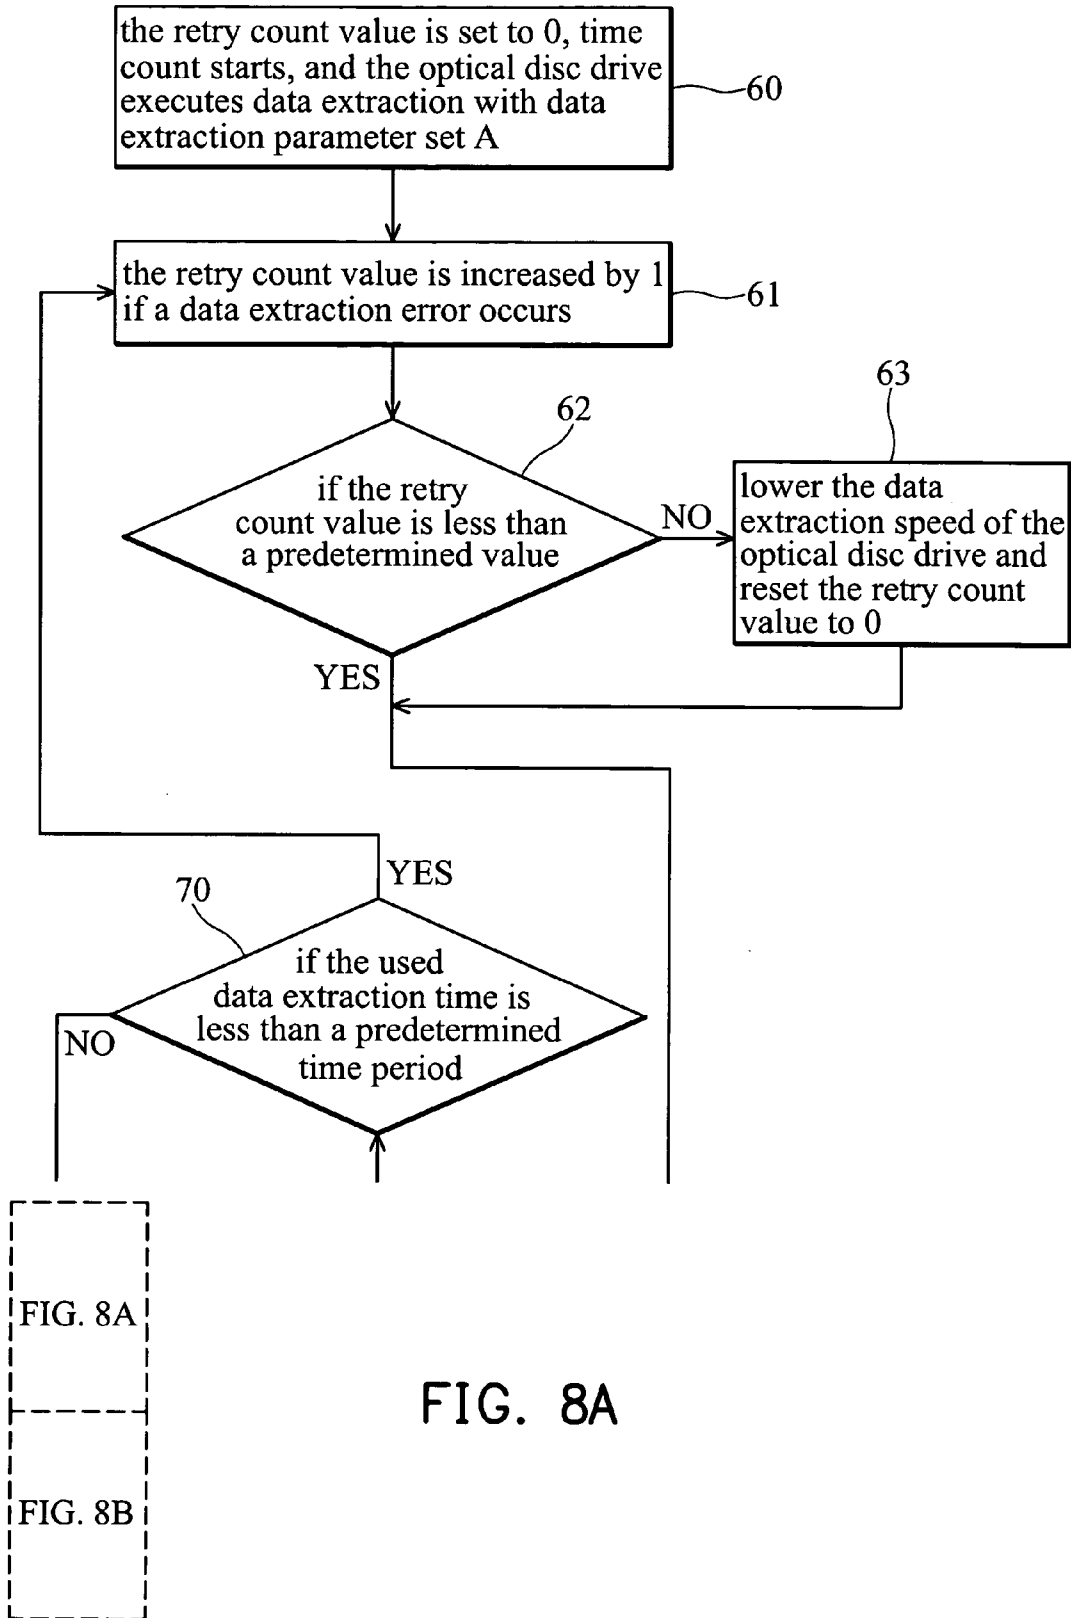 the retry count value is set to 0, time
count starts, and the optical disc drive
executes data extraction with data
extraction parameter set A
60
the retry count value is increased by 1
if a data extraction error occurs
61
62
if the retry
count value is less than
a predetermined value
NO
63
lower the data
extraction speed of the
optical disc drive and
reset the retry count
value to 0
YES
YES
70
if the used
data extraction time is
less than a predetermined
time period
NO
FIG. 8A
FIG. 8B
FIG. 8A